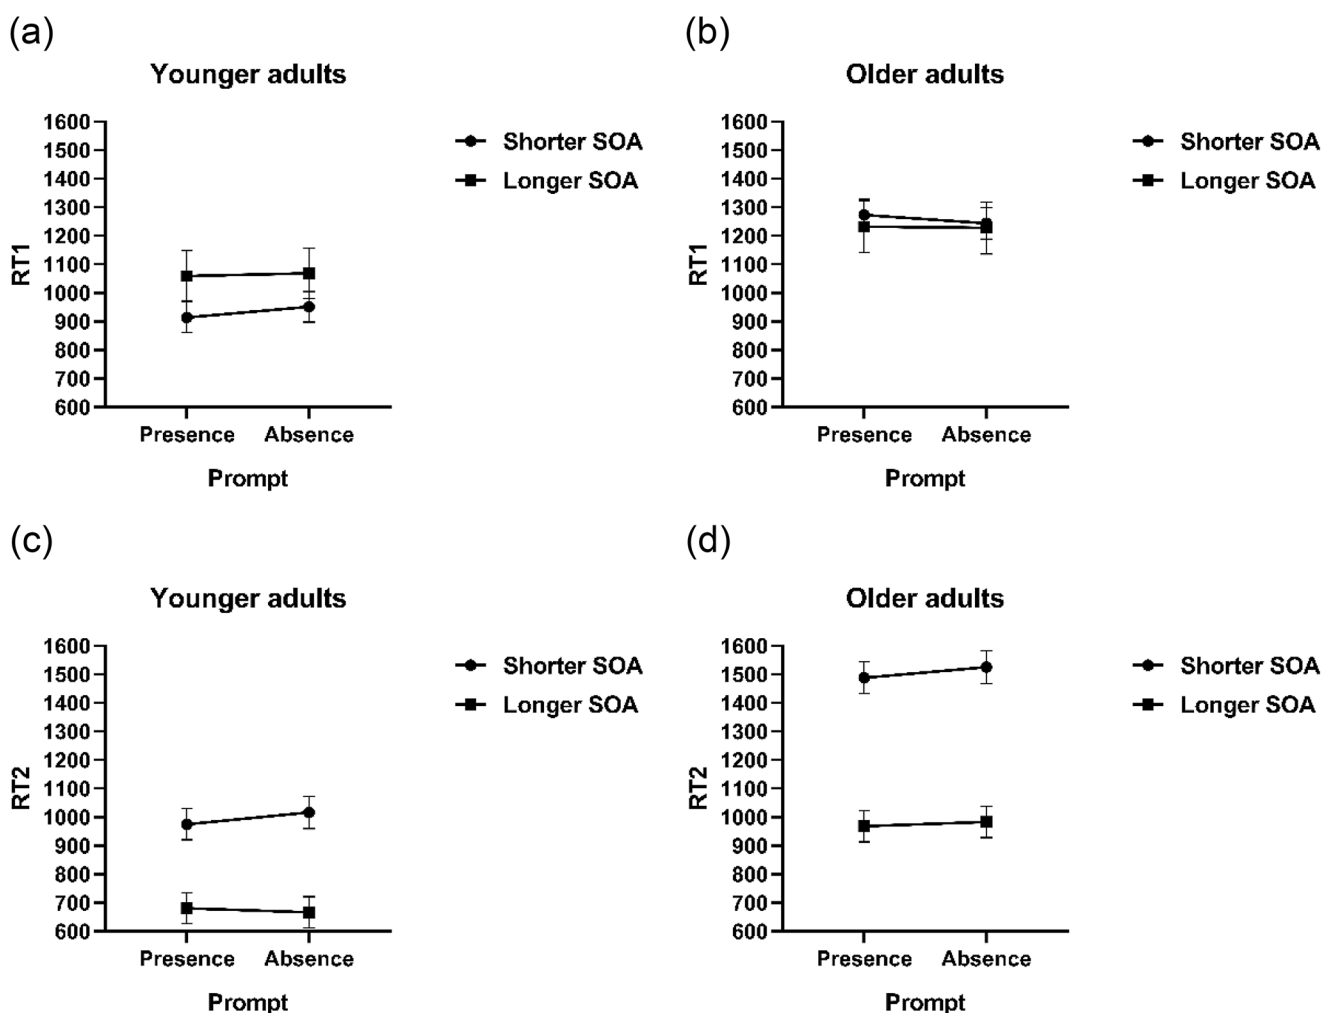 (a)
Younger adults
1600
1500
1400
1300
1200
1100
1000
900
800
700
600
RT1
Presence Absence
Prompt
Shorter SOA
Longer SOA
(b)
Older adults
1600
1500
1400
1300
1200
1100
1000
900
800
700
600
RT1
Presence Absence
Prompt
Shorter SOA
Longer SOA
(c)
Younger adults
1600
1500
1400
1300
1200
1100
1000
900
800
700
600
RT2
Presence Absence
Prompt
Shorter SOA
Longer SOA
(d)
Older adults
1600
1500
1400
1300
1200
1100
1000
900
800
700
600
RT2
Presence Absence
Prompt
Shorter SOA
Longer SOA